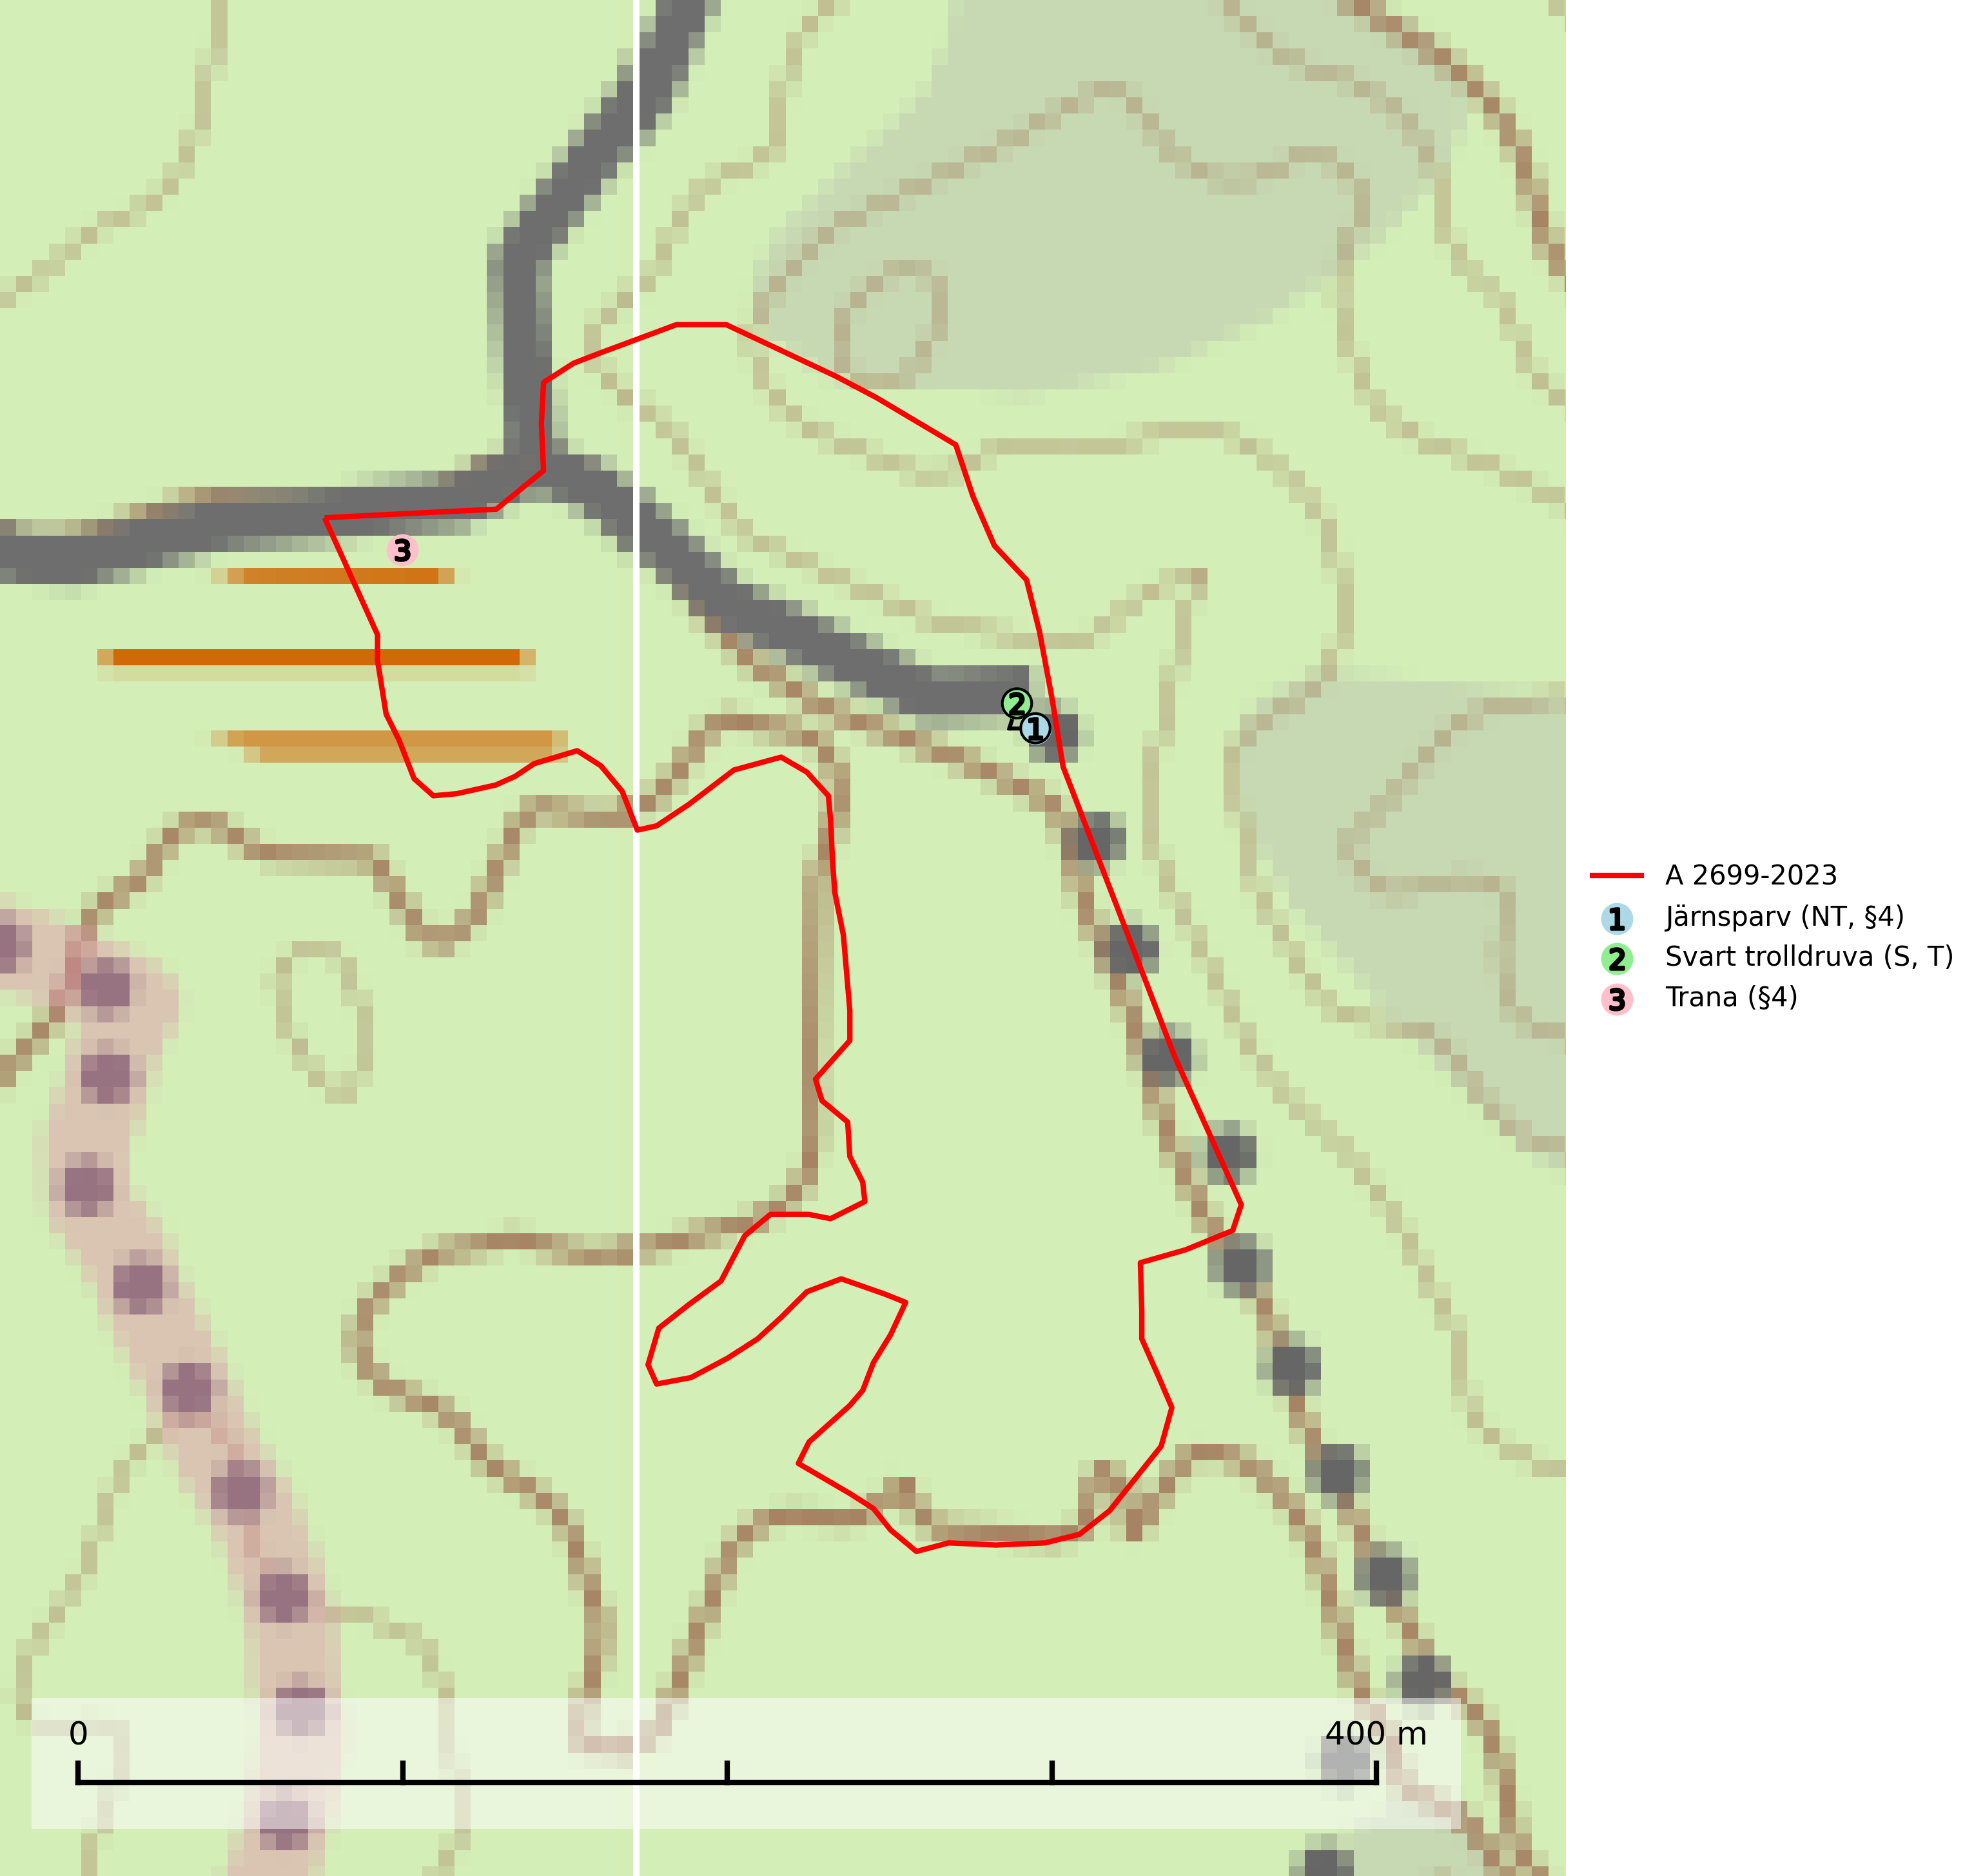 3
2
1
A 2699-2023
1 Järnsparv (NT, §4)
2 Svart trolldruva (S, T)
3 Trana (§4)
0 400 m